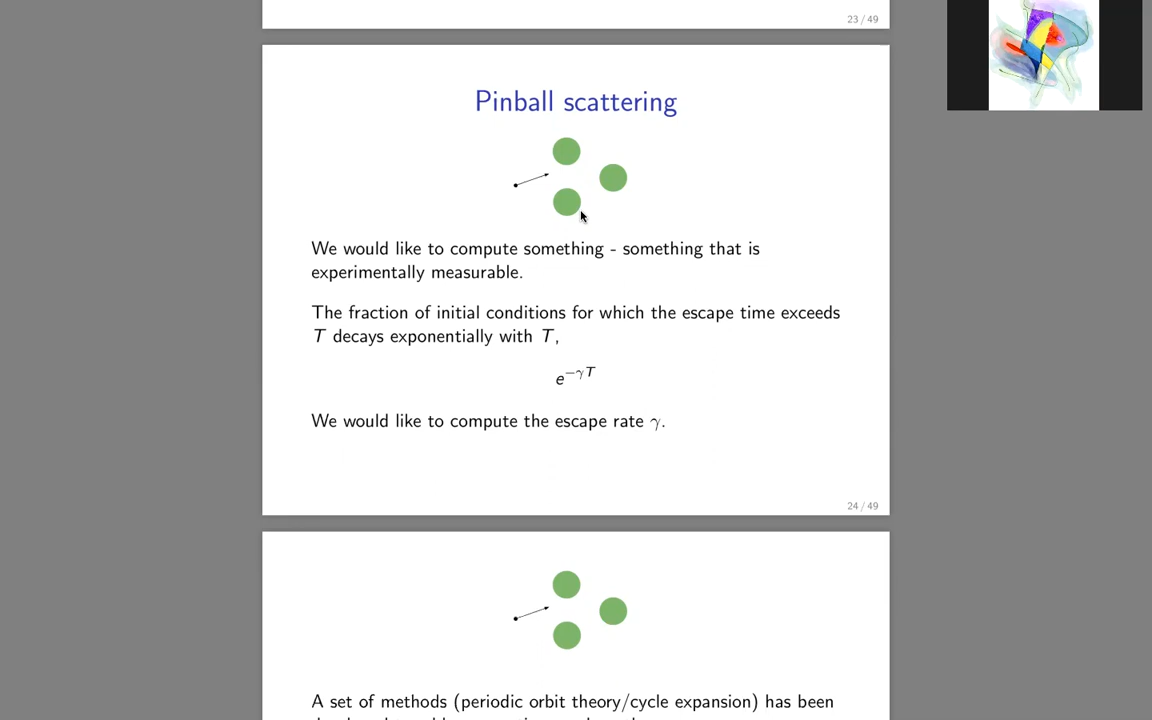 23 / 49
Pinball scattering
We would like to compute something - something that is
experimentally measurable.
The fraction of initial conditions for which the escape time exceeds
T decays exponentially with T,
e^{-γT}
We would like to compute the escape rate γ.
24 / 49
A set of methods (periodic orbit theory/cycle expansion) has been